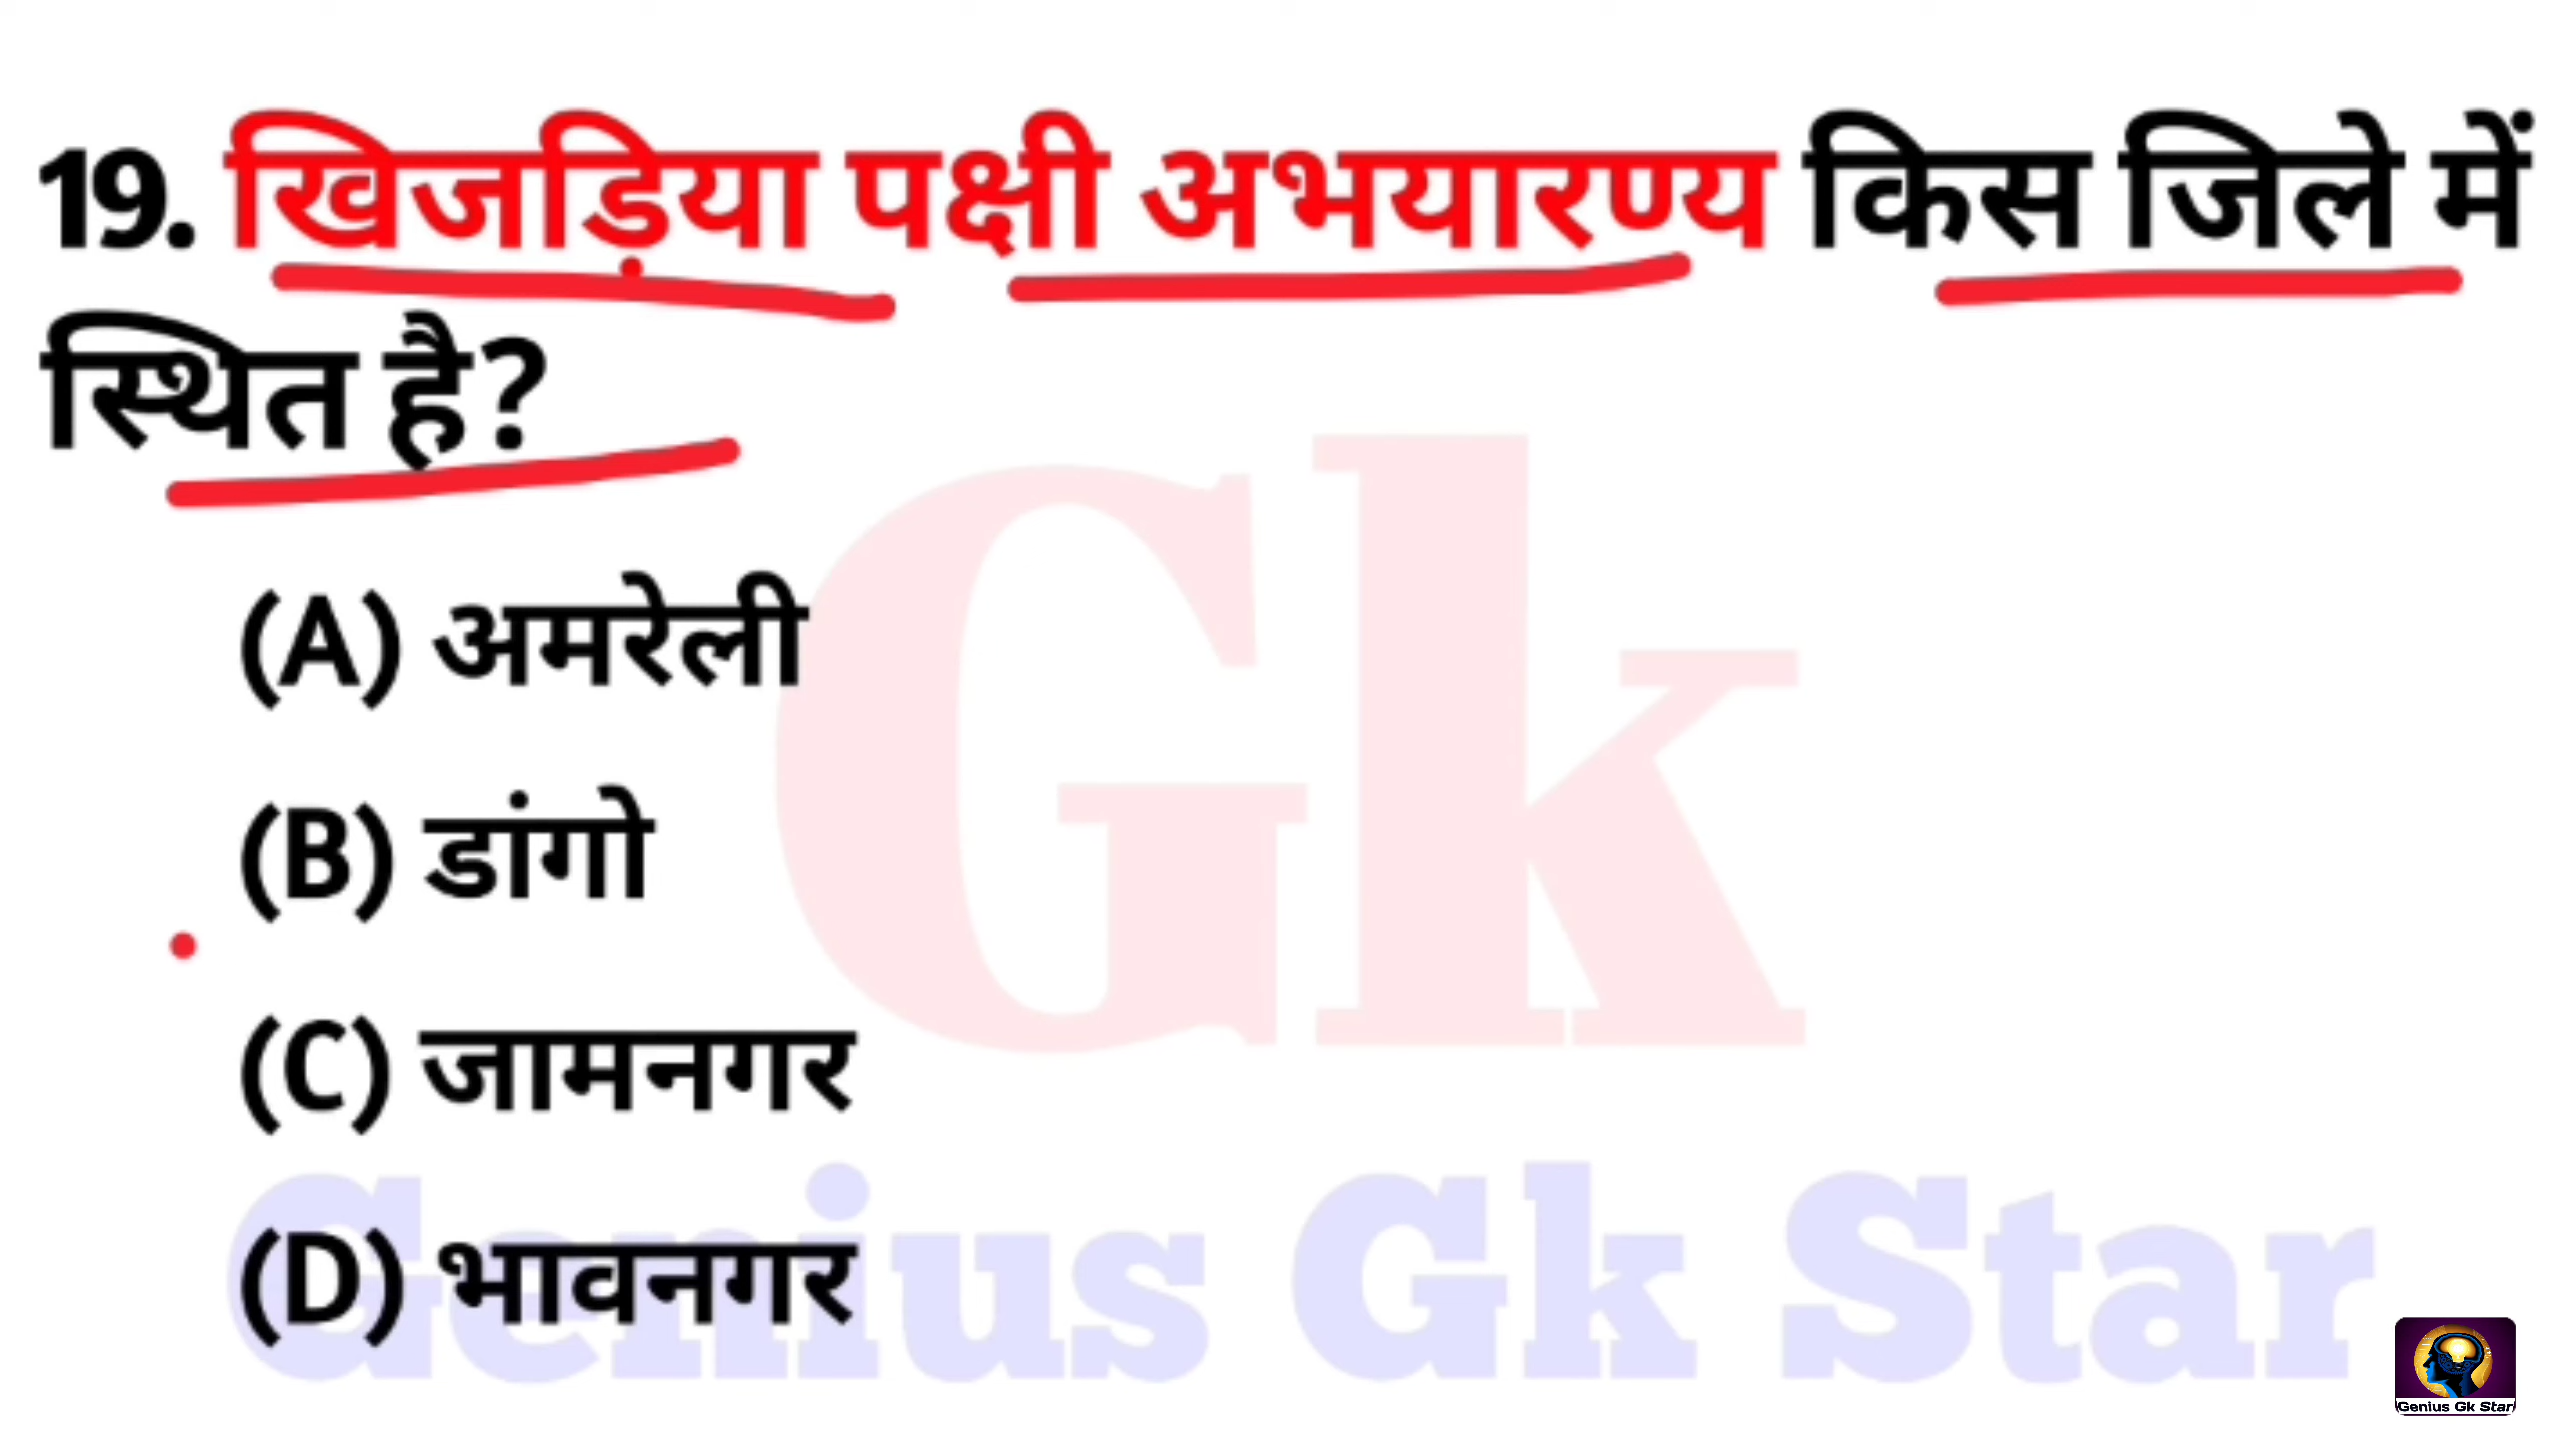 19. खिजड़िया पक्षी अभयारण्य किस जिले में
स्थित है?
(A) अमरेली
(B) डांगो
(C) जामनगर
(D) भावनगर
Gk
Genius Gk Star
Genius Gk Star